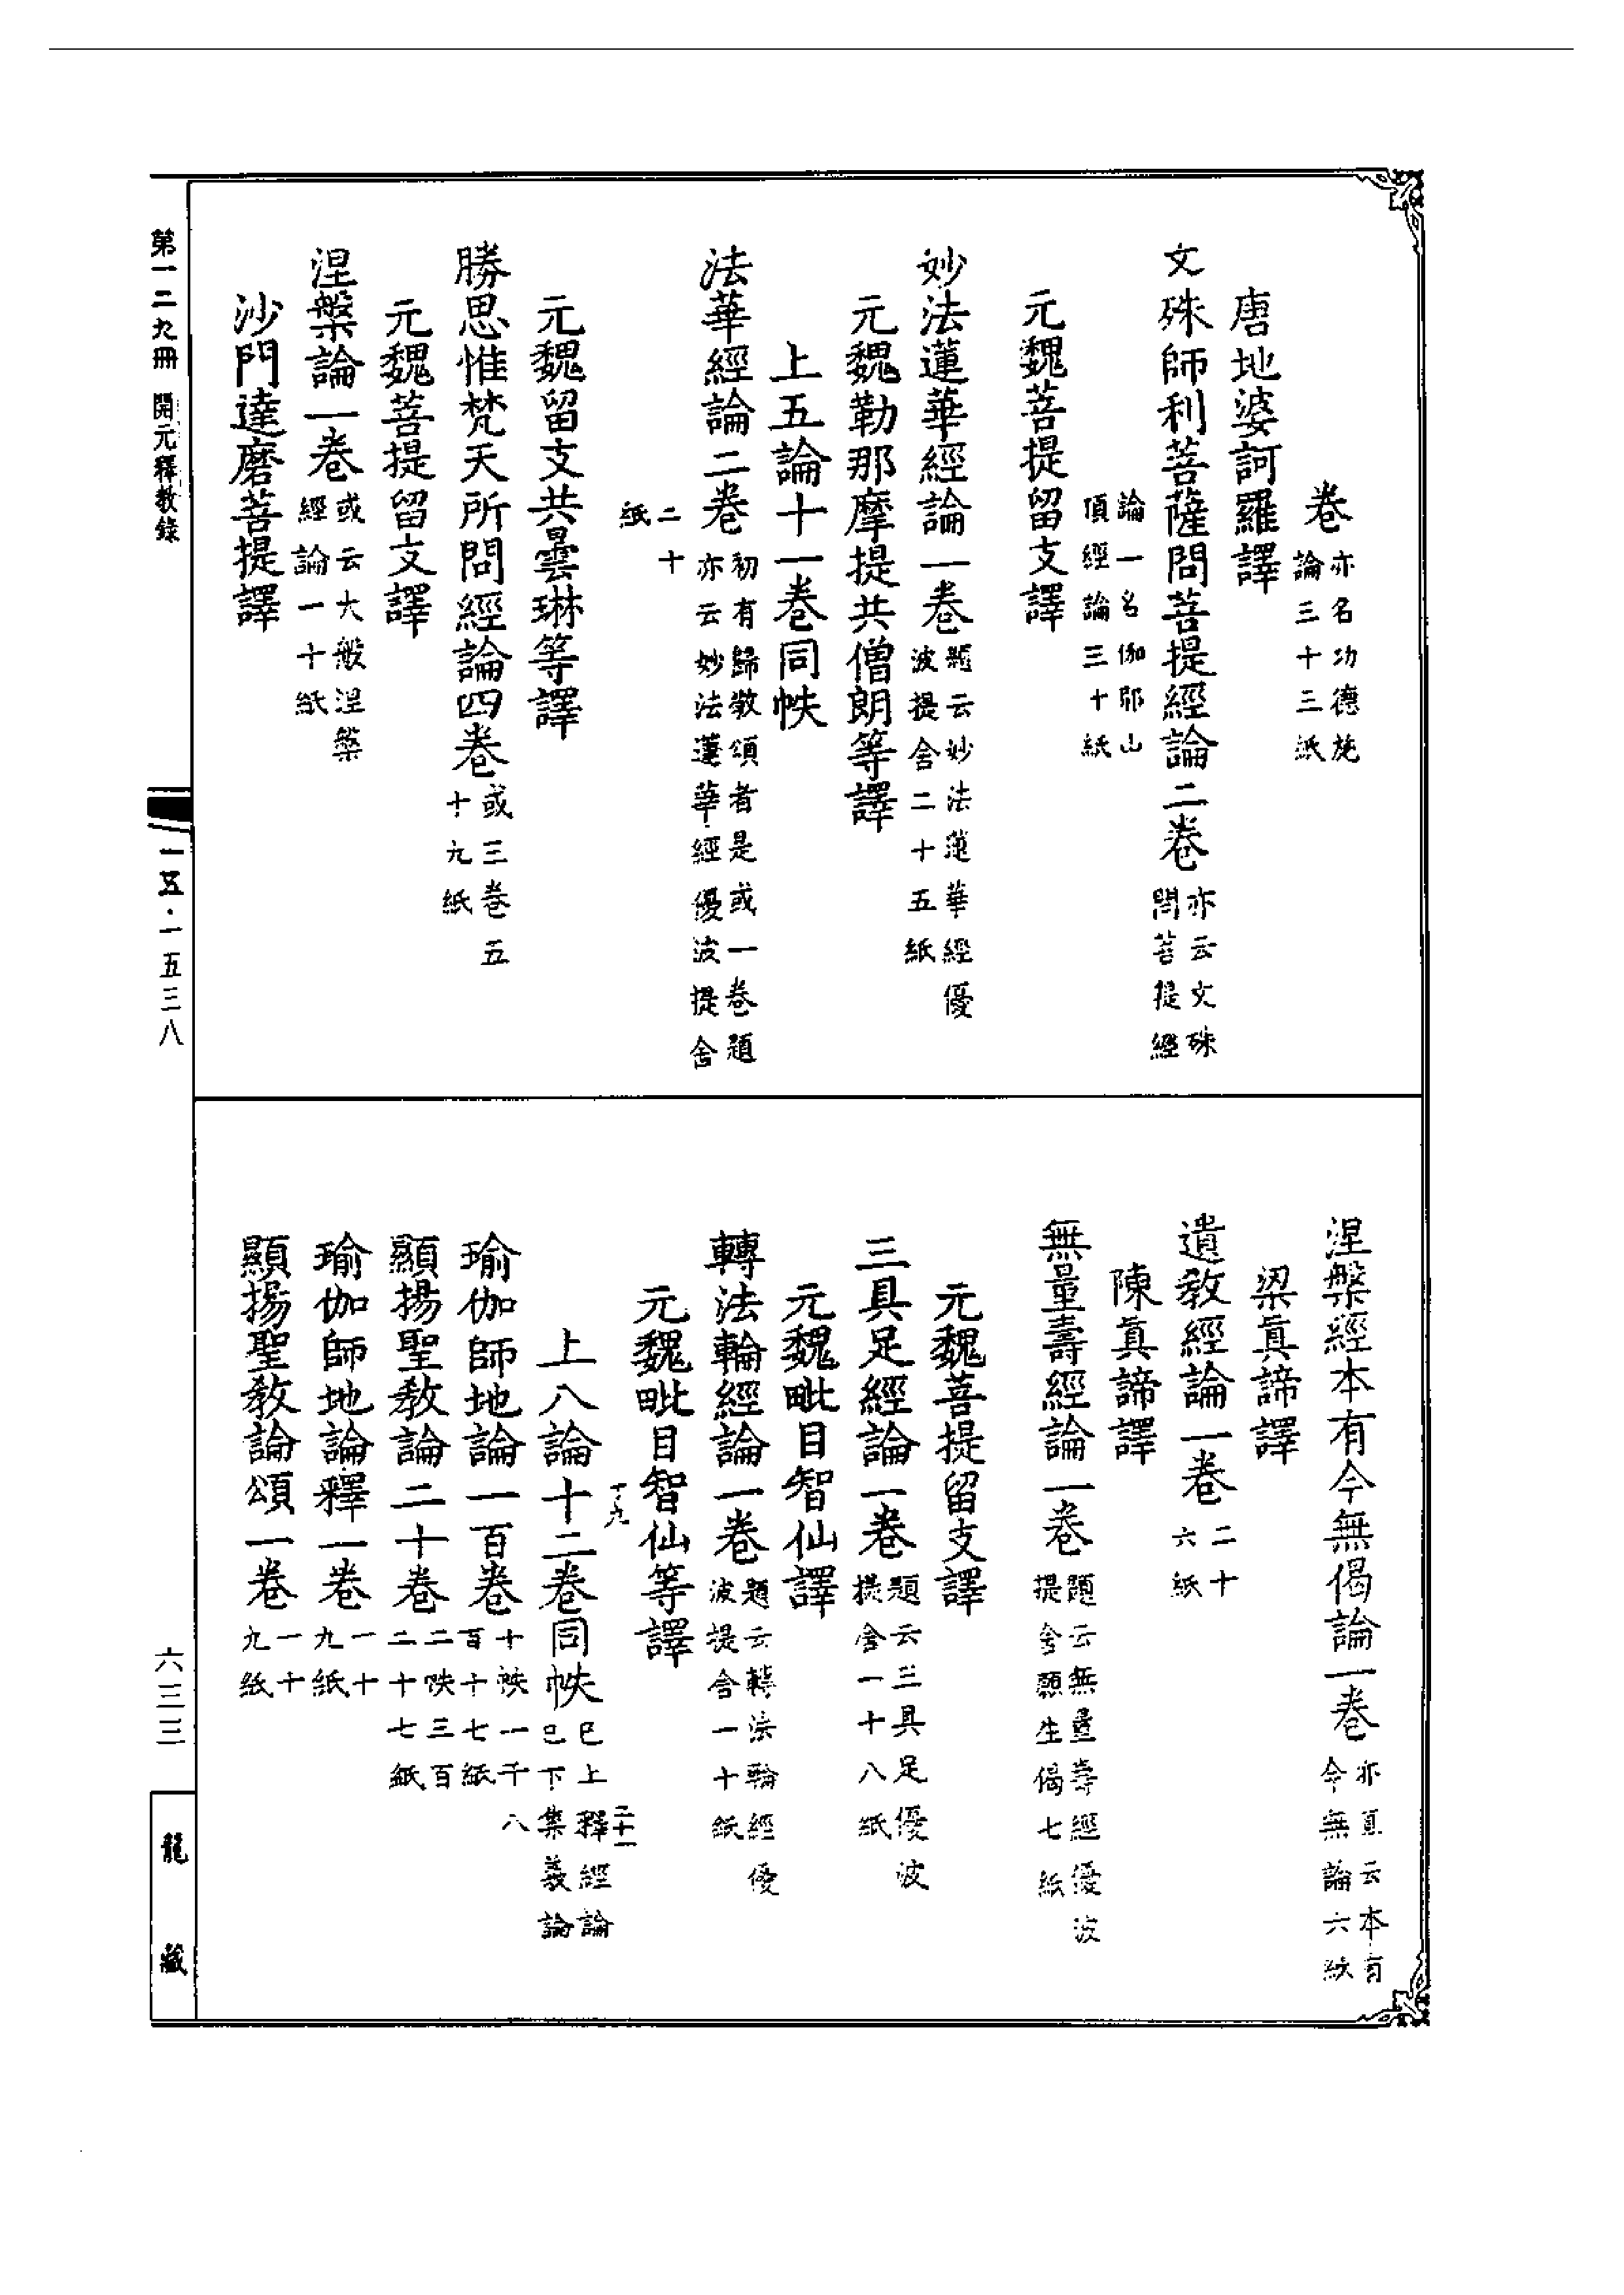 卷亦名功德施論三十三紙
唐地婆訶羅譯
文殊師利菩薩問菩提經論二卷亦云文殊問菩提經
論一名伽耶山頂經論三十紙
元魏菩提留支譯
妙法蓮華經論一卷題云妙法蓮華經優波提舍二十五紙
元魏勒那摩提共僧朗等譯
上五論十一卷同帙
法華經論二卷初有歸敬頌者是或一卷題亦云妙法蓮華經優波提舍
二十紙
元魏留支共曇琳等譯
勝思惟梵天所問經論四卷或三卷五十九紙
元魏菩提留支譯
涅槃論一卷或云大般涅槃經論一十紙
沙門達磨菩提譯
涅槃經本有今無偈論一卷亦直云本有今無論六紙
梁真諦譯
遺教經論一卷二十六紙
陳真諦譯
無量壽經論一卷題云無量壽經優波提舍願生偈七紙
元魏菩提留支譯
三具足經論一卷題云三具足優波提舍一十八紙
元魏毗目智仙譯
轉法輪經論一卷題云轉法輪經優波提舍一十紙
元魏毗目智仙等譯
上八論十二卷同帙已上釋經論二十一已下集義論
瑜伽師地論一百卷十帙一千八百十七紙
顯揚聖教論二十卷二帙三百二十七紙
瑜伽師地論釋一卷一十九紙
顯揚聖教論頌一卷一十九紙
第一二九冊 開元釋教錄
一五·一五三八
六三三
龍藏